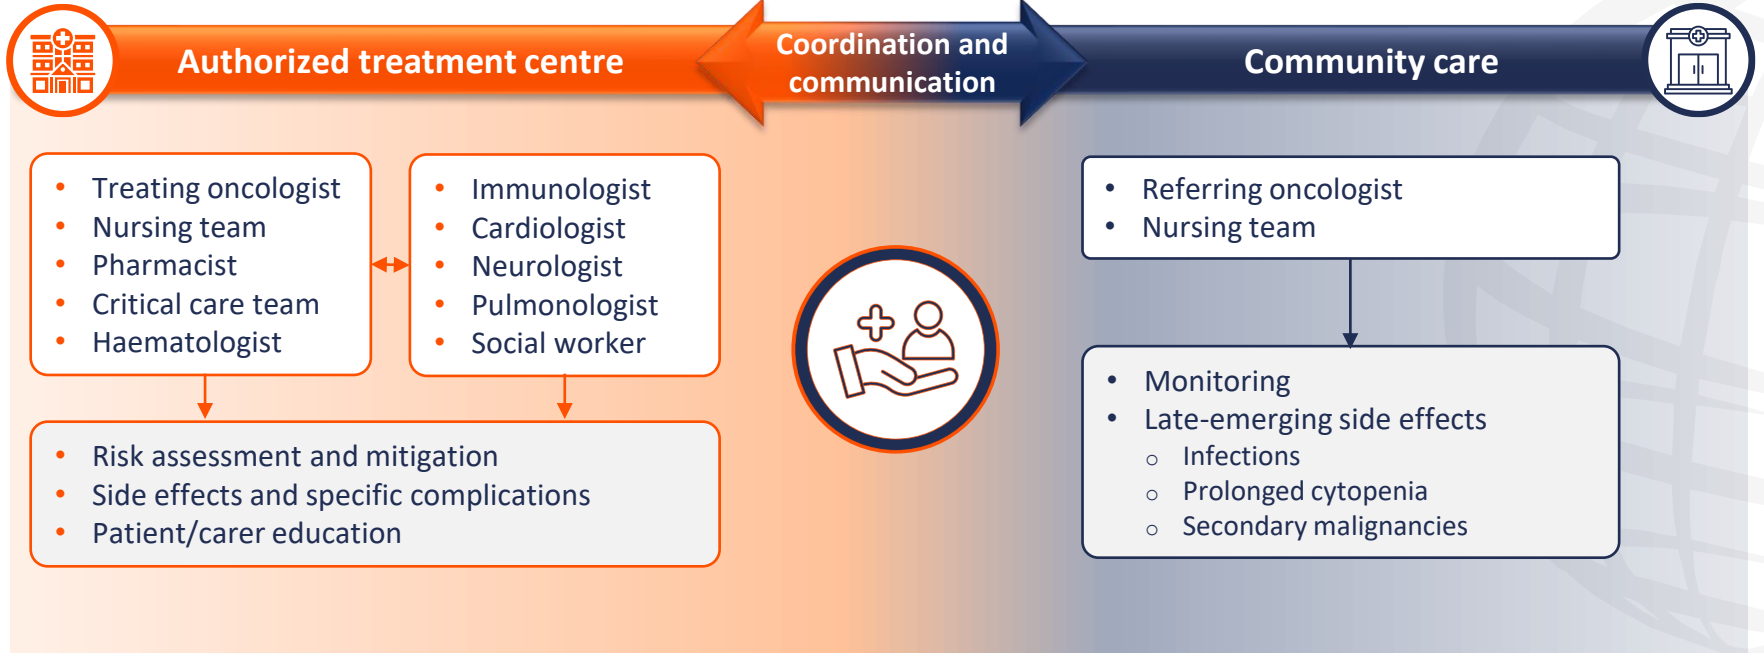 Authorized treatment centre
Coordination and
communication
Community care
• Treating oncologist
• Nursing team
• Pharmacist
• Critical care team
• Haematologist
• Immunologist
• Cardiologist
• Neurologist
• Pulmonologist
• Social worker
• Risk assessment and mitigation
• Side effects and specific complications
• Patient/carer education
• Referring oncologist
• Nursing team
• Monitoring
• Late-emerging side effects
o Infections
o Prolonged cytopenia
o Secondary malignancies